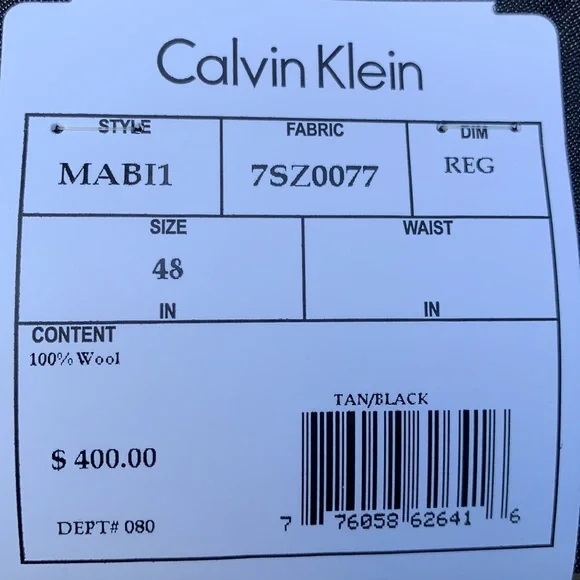 Calvin Klein
STYLE FABRIC DIM
MABI1 7SZ0077 REG
SIZE WAIST
48
IN IN
CONTENT
100% Wool
TAN/BLACK
$ 400.00
DEPT# 080
7 76058 62641 6